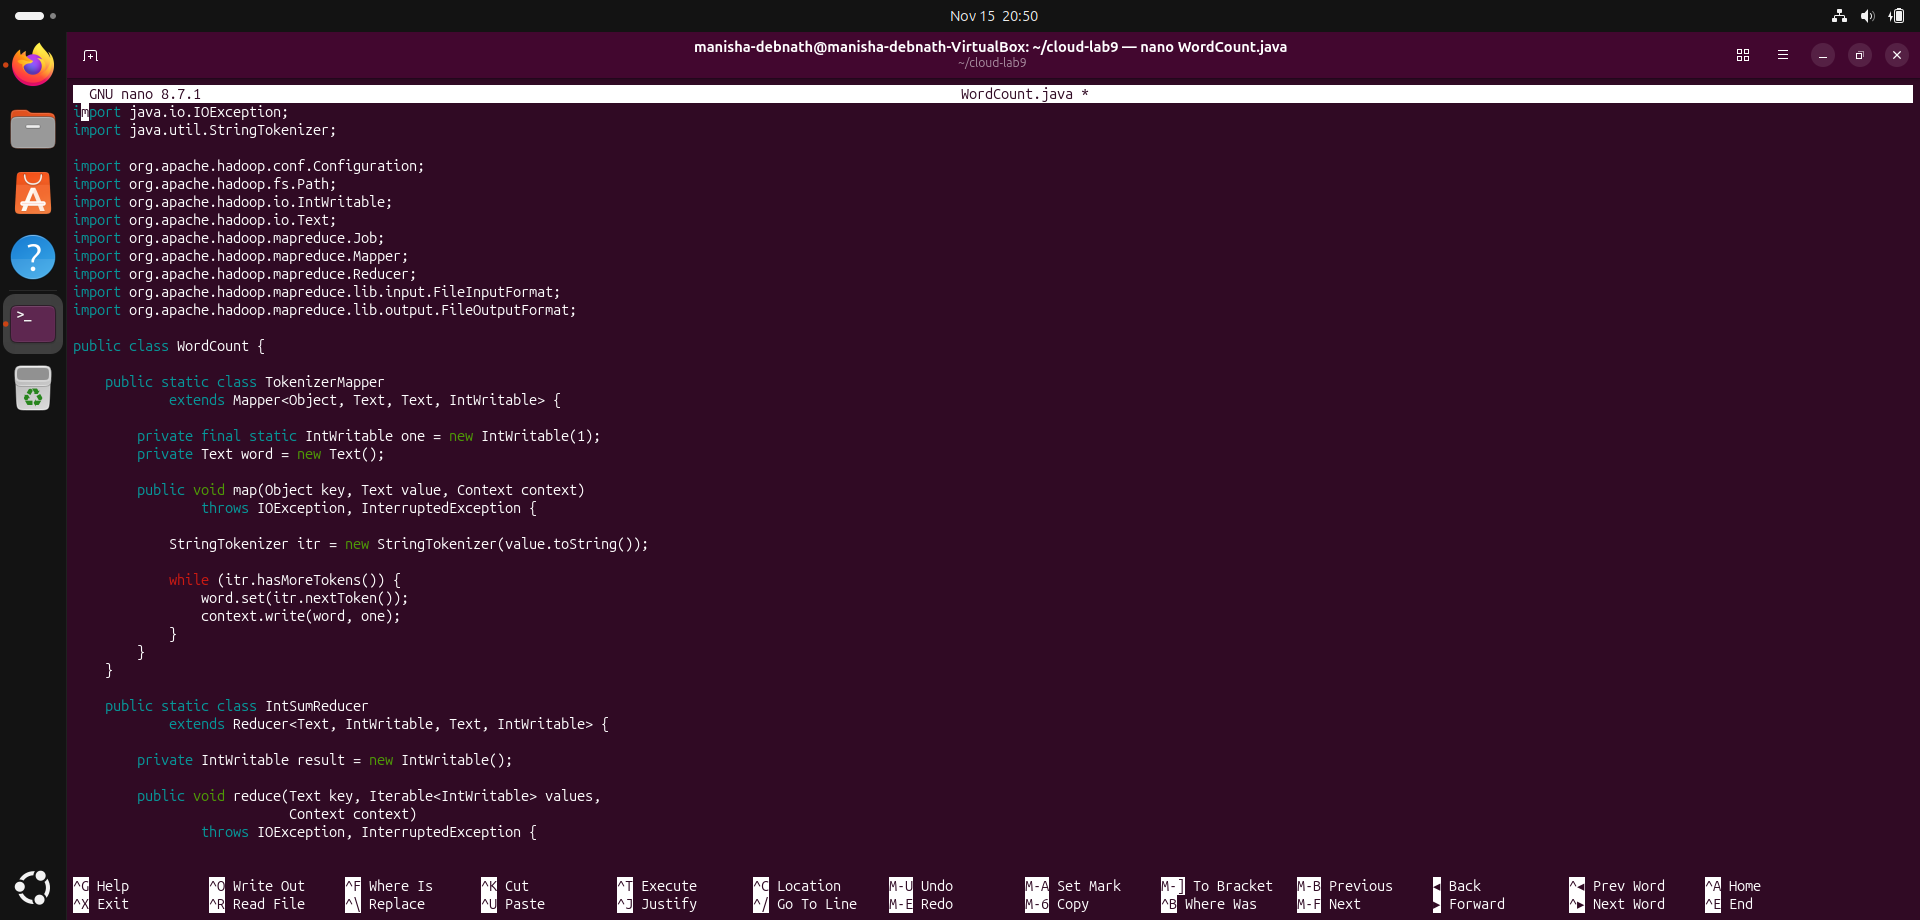 Nov 15 20:50
manisha-debnath@manisha-debnath-VirtualBox: ~/cloud-lab9 — nano WordCount.java
~/cloud-lab9
GNU nano 8.7.1 WordCount.java *
import java.io.IOException;
import java.util.StringTokenizer;
import org.apache.hadoop.conf.Configuration;
import org.apache.hadoop.fs.Path;
import org.apache.hadoop.io.IntWritable;
import org.apache.hadoop.io.Text;
import org.apache.hadoop.mapreduce.Job;
import org.apache.hadoop.mapreduce.Mapper;
import org.apache.hadoop.mapreduce.Reducer;
import org.apache.hadoop.mapreduce.lib.input.FileInputFormat;
import org.apache.hadoop.mapreduce.lib.output.FileOutputFormat;
public class WordCount {
public static class TokenizerMapper
extends Mapper<Object, Text, Text, IntWritable> {
private final static IntWritable one = new IntWritable(1);
private Text word = new Text();
public void map(Object key, Text value, Context context)
throws IOException, InterruptedException {
StringTokenizer itr = new StringTokenizer(value.toString());
while (itr.hasMoreTokens()) {
word.set(itr.nextToken());
context.write(word, one);
}
}
}
public static class IntSumReducer
extends Reducer<Text, IntWritable, Text, IntWritable> {
private IntWritable result = new IntWritable();
public void reduce(Text key, Iterable<IntWritable> values,
Context context)
throws IOException, InterruptedException {
^G Help ^O Write Out ^F Where Is ^K Cut ^T Execute ^C Location M-U Undo M-A Set Mark M-] To Bracket M-B Previous ◂ Back ^◂ Prev Word ^A Home
^X Exit ^R Read File ^\ Replace ^U Paste ^J Justify ^/ Go To Line M-E Redo M-6 Copy ^B Where Was M-F Next ▸ Forward ^▸ Next Word ^E End